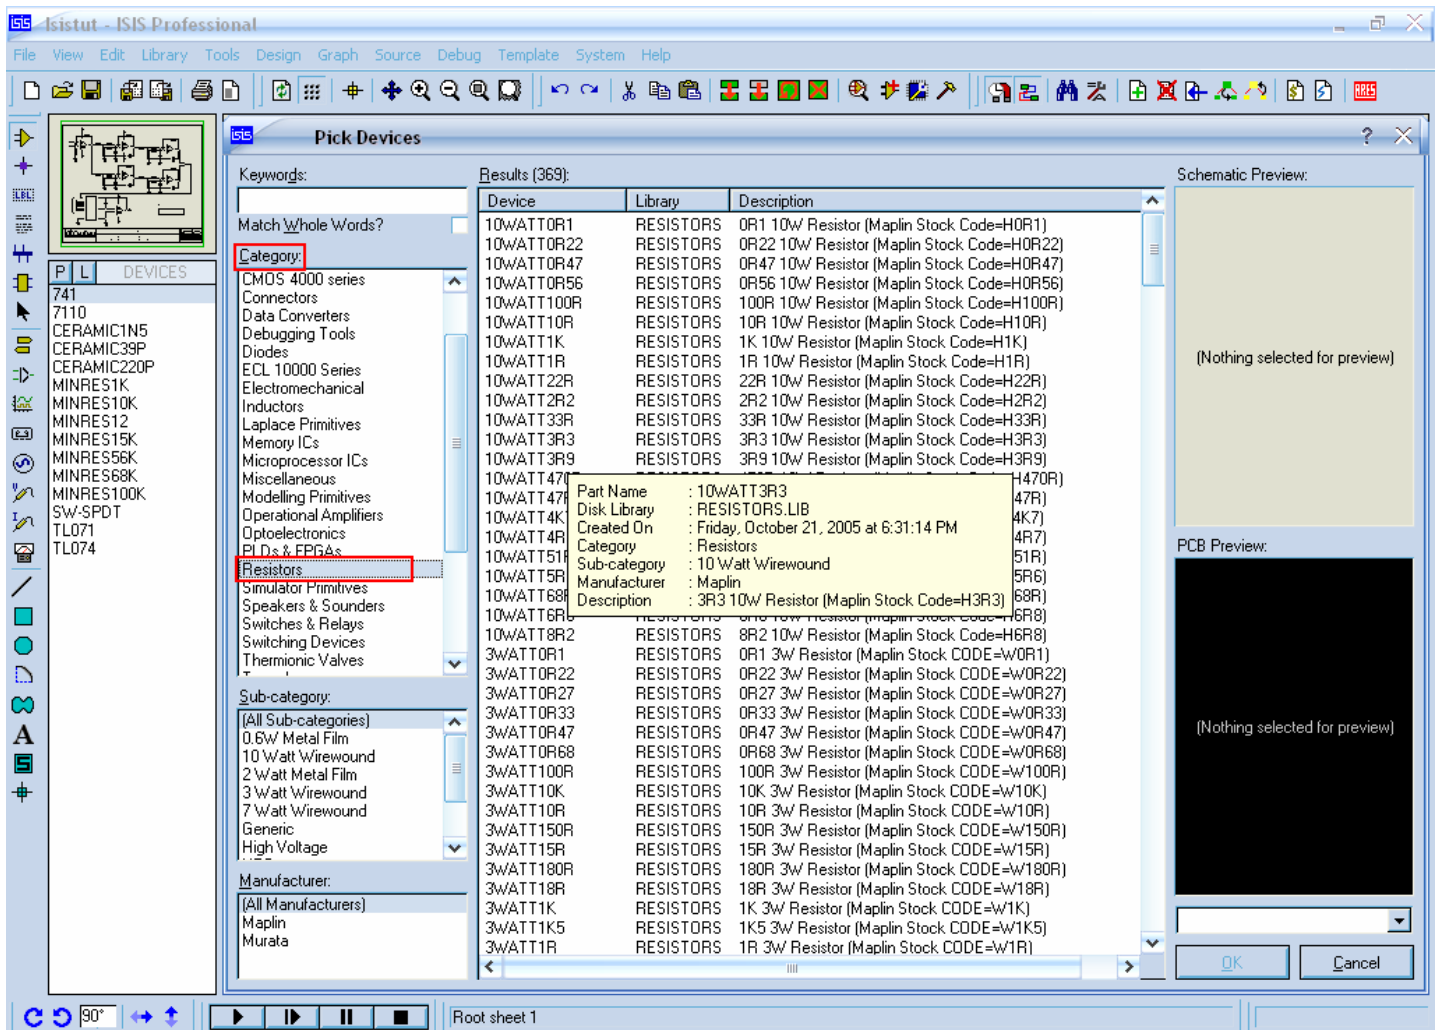 isis Isistut - ISIS Professional
File View Edit Library Tools Design Graph Source Debug Template System Help
LBL
ARES
P L DEVICES
741
7110
CERAMIC1N5
CERAMIC39P
CERAMIC220P
MINRES1K
MINRES10K
MINRES12
MINRES15K
MINRES56K
MINRES68K
MINRES100K
SW-SPDT
TL071
TL074
isis Pick Devices
Keywords:
Match Whole Words?
Category:
CMOS 4000 series
Connectors
Data Converters
Debugging Tools
Diodes
ECL 10000 Series
Electromechanical
Inductors
Laplace Primitives
Memory ICs
Microprocessor ICs
Miscellaneous
Modelling Primitives
Operational Amplifiers
Optoelectronics
PLDs & FPGAs
Resistors
Simulator Primitives
Speakers & Sounders
Switches & Relays
Switching Devices
Thermionic Valves
Sub-category:
(All Sub-categories)
0.6W Metal Film
10 Watt Wirewound
2 Watt Metal Film
3 Watt Wirewound
7 Watt Wirewound
Generic
High Voltage
Manufacturer:
(All Manufacturers)
Maplin
Murata
Results (369):
Device Library Description
10WATT0R1 RESISTORS 0R1 10W Resistor (Maplin Stock Code=H0R1)
10WATT0R22 RESISTORS 0R22 10W Resistor (Maplin Stock Code=H0R22)
10WATT0R47 RESISTORS 0R47 10W Resistor (Maplin Stock Code=H0R47)
10WATT0R56 RESISTORS 0R56 10W Resistor (Maplin Stock Code=H0R56)
10WATT100R RESISTORS 100R 10W Resistor (Maplin Stock Code=H100R)
10WATT10R RESISTORS 10R 10W Resistor (Maplin Stock Code=H10R)
10WATT1K RESISTORS 1K 10W Resistor (Maplin Stock Code=H1K)
10WATT1R RESISTORS 1R 10W Resistor (Maplin Stock Code=H1R)
10WATT22R RESISTORS 22R 10W Resistor (Maplin Stock Code=H22R)
10WATT2R2 RESISTORS 2R2 10W Resistor (Maplin Stock Code=H2R2)
10WATT33R RESISTORS 33R 10W Resistor (Maplin Stock Code=H33R)
10WATT3R3 RESISTORS 3R3 10W Resistor (Maplin Stock Code=H3R3)
10WATT3R9 RESISTORS 3R9 10W Resistor (Maplin Stock Code=H3R9)
10WATT470 H470R)
10WATT47R 47R)
10WATT4K 4K7)
10WATT4R 4R7)
10WATT51R 51R)
10WATT5R 5R6)
10WATT68R 68R)
10WATT6R 6R8)
Part Name : 10WATT3R3
Disk Library : RESISTORS.LIB
Created On : Friday, October 21, 2005 at 6:31:14 PM
Category : Resistors
Sub-category : 10 Watt Wirewound
Manufacturer : Maplin
Description : 3R3 10W Resistor (Maplin Stock Code=H3R3)
10WATT8R2 RESISTORS 8R2 10W Resistor (Maplin Stock Code=H6R8)
3WATT0R1 RESISTORS 0R1 3W Resistor (Maplin Stock CODE=W0R1)
3WATT0R22 RESISTORS 0R22 3W Resistor (Maplin Stock CODE=W0R22)
3WATT0R27 RESISTORS 0R27 3W Resistor (Maplin Stock CODE=W0R27)
3WATT0R33 RESISTORS 0R33 3W Resistor (Maplin Stock CODE=W0R33)
3WATT0R47 RESISTORS 0R47 3W Resistor (Maplin Stock CODE=W0R47)
3WATT0R68 RESISTORS 0R68 3W Resistor (Maplin Stock CODE=W0R68)
3WATT100R RESISTORS 100R 3W Resistor (Maplin Stock CODE=W100R)
3WATT10K RESISTORS 10K 3W Resistor (Maplin Stock CODE=W10K)
3WATT10R RESISTORS 10R 3W Resistor (Maplin Stock CODE=W10R)
3WATT150R RESISTORS 150R 3W Resistor (Maplin Stock CODE=W150R)
3WATT15R RESISTORS 15R 3W Resistor (Maplin Stock CODE=W15R)
3WATT180R RESISTORS 180R 3W Resistor (Maplin Stock CODE=W180R)
3WATT18R RESISTORS 18R 3W Resistor (Maplin Stock CODE=W18R)
3WATT1K RESISTORS 1K 3W Resistor (Maplin Stock CODE=W1K)
3WATT1K5 RESISTORS 1K5 3W Resistor (Maplin Stock CODE=W1K5)
3WATT1R RESISTORS 1R 3W Resistor (Maplin Stock CODE=W1R)
Schematic Preview:
(Nothing selected for preview)
PCB Preview:
(Nothing selected for preview)
OK Cancel
90° Root sheet 1